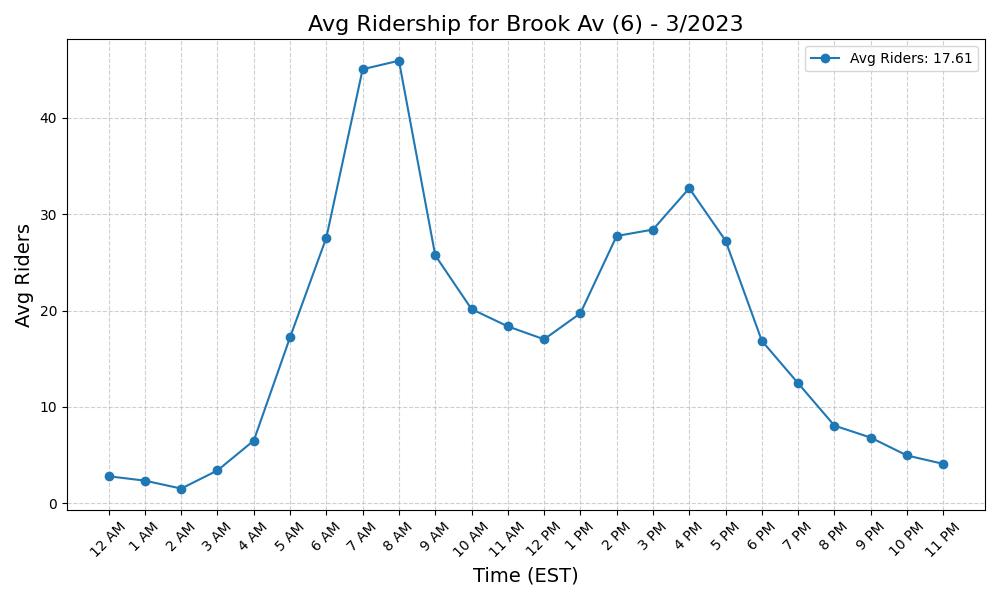 Avg Ridership for Brook Av (6) - 3/2023
Avg Riders: 17.61
Avg Riders
40
30
20
10
0
12 AM
1 AM
2 AM
3 AM
4 AM
5 AM
6 AM
7 AM
8 AM
9 AM
10 AM
11 AM
12 PM
1 PM
2 PM
3 PM
4 PM
5 PM
6 PM
7 PM
8 PM
9 PM
10 PM
11 PM
Time (EST)